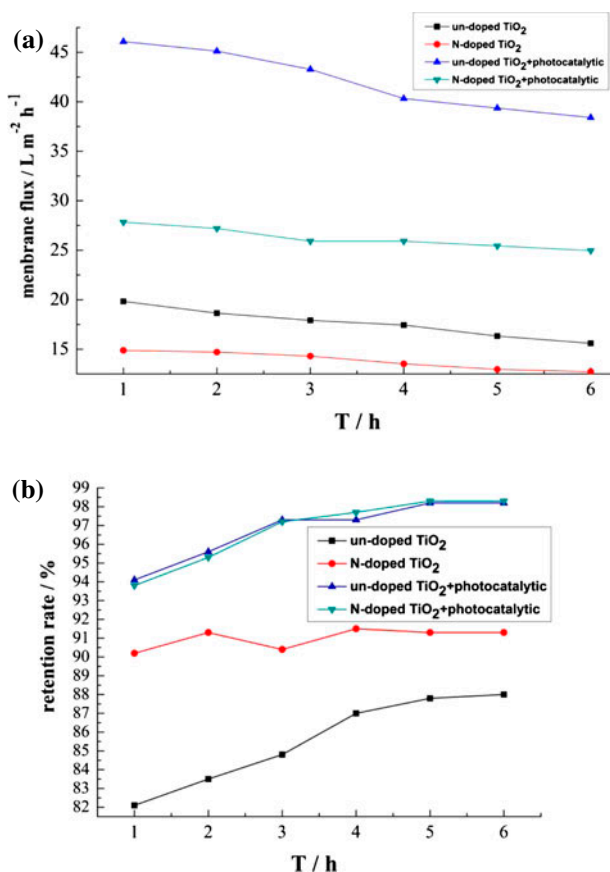 (a)
un-doped TiO2
N-doped TiO2
un-doped TiO2+photocatalytic
N-doped TiO2+photocatalytic
45
40
35
30
25
20
15
menbrane flux / L m-2 h-1
1 2 3 4 5 6
T / h
(b)
99
98
97
96
95
94
93
92
91
90
89
88
87
86
85
84
83
82
retention rate / %
un-doped TiO2
N-doped TiO2
un-doped TiO2+photocatalytic
N-doped TiO2+photocatalytic
1 2 3 4 5 6
T / h